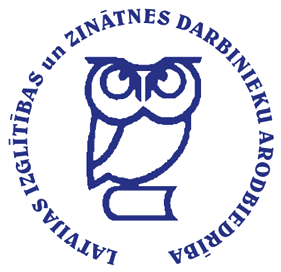 LATVIJAS IZGLĪTĪBAS un ZINĀTNES DARBINIEKU ARODBIEDRĪBA